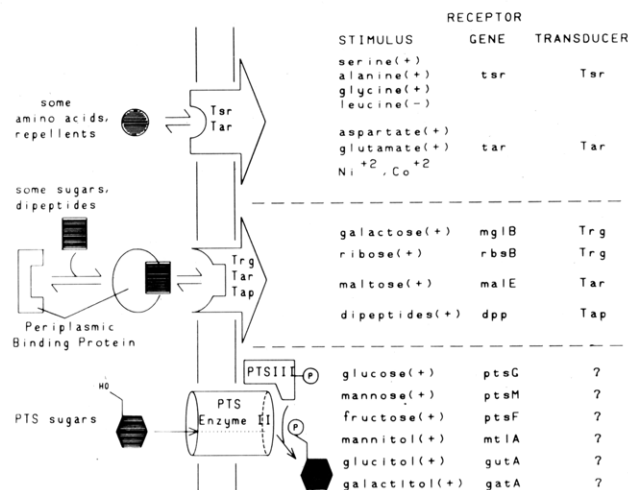 RECEPTOR
STIMULUS GENE TRANSDUCER
serine(+)
alanine(+) tsr Tsr
glycine(+)
leucine(-)
some
amino acids,
repellents
Tsr
Tar
aspartate(+)
glutamate(+) tar Tar
Ni+2, Co+2
some sugars,
dipeptides
galactose(+) mglB Trg
ribose(+) rbsB Trg
maltose(+) malE Tar
dipeptides(+) dpp Tap
Trg
Tar
Tap
Periplasmic
Binding Protein
PTSIII P
glucose(+) ptsG ?
mannose(+) ptsM ?
fructose(+) ptsF ?
mannitol(+) mtlA ?
glucitol(+) gutA ?
galactitol(+) gatA ?
HO
PTS sugars
PTS
Enzyme II
P